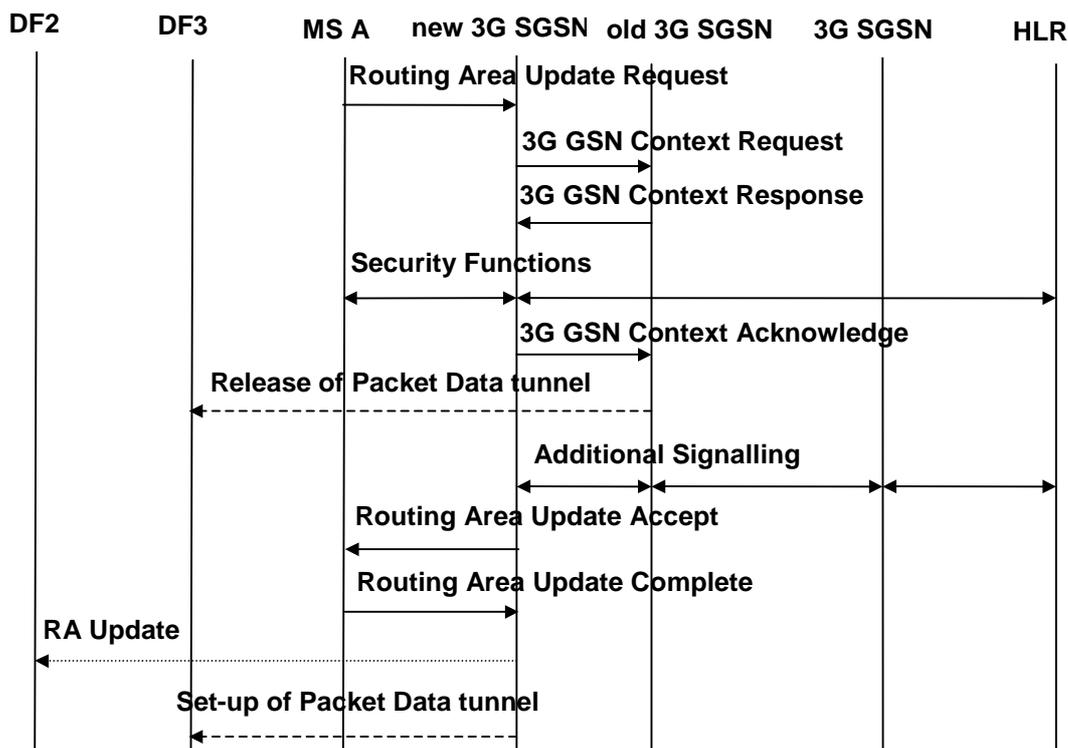 DF2 DF3 MS A new 3G SGSN old 3G SGSN 3G SGSN HLR
Routing Area Update Request
3G GSN Context Request
3G GSN Context Response
Security Functions
3G GSN Context Acknowledge
Release of Packet Data tunnel
Additional Signalling
Routing Area Update Accept
Routing Area Update Complete
RA Update
Set-up of Packet Data tunnel